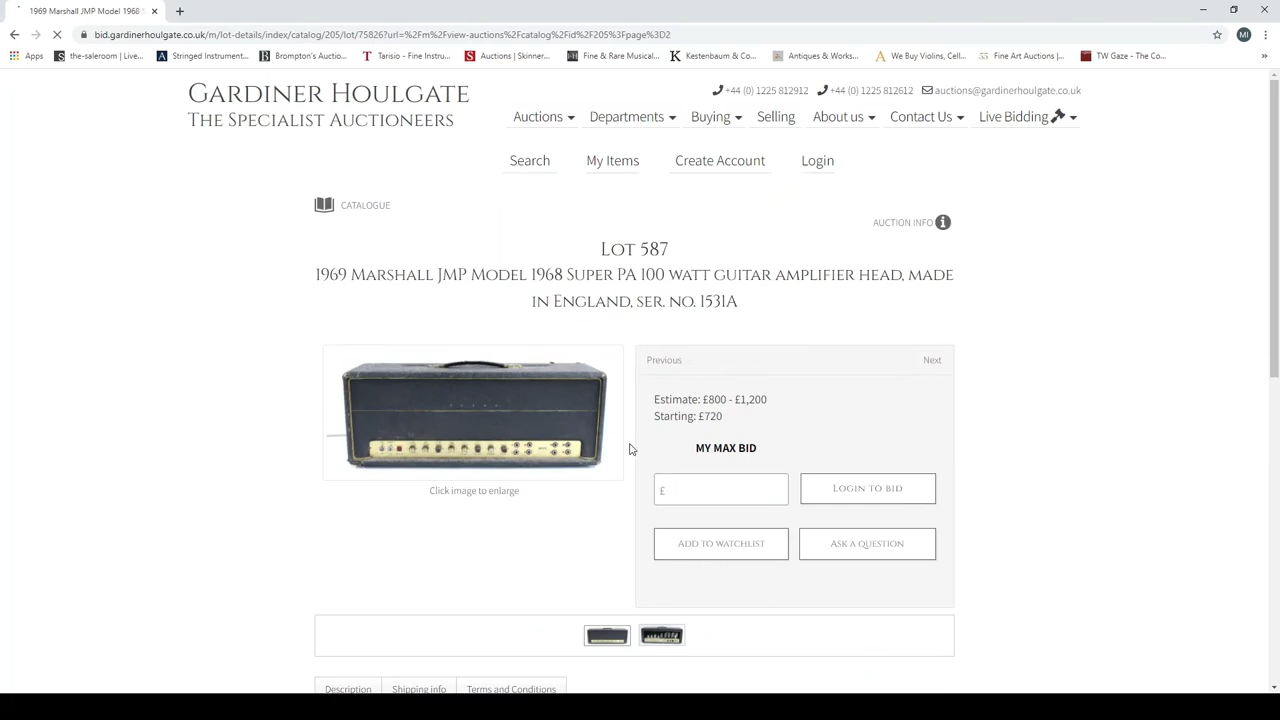 1969 Marshall JMP Model 1968 S
bid.gardinerhoulgate.co.uk/m/lot-details/index/catalog/205/lot/75826?url=%2Fm%2Fview-auctions%2Fcatalog%2Fid%2F205%3Fpage%3D2
MI
Apps the-saleroom | Live... A Stringed Instrument... Brompton's Auction... T Tarisio - Fine Instru... S Auctions | Skinner... Fine & Rare Musical... K Kestenbaum & Co... Antiques & Works... A We Buy Violins, Cell... Fine Art Auctions |... TW Gaze - The Co... »
Gardiner Houlgate
The Specialist Auctioneers
+44 (0) 1225 812912 +44 (0) 1225 812612 auctions@gardinerhoulgate.co.uk
Auctions Departments Buying Selling About us Contact Us Live Bidding
Search My Items Create Account Login
CATALOGUE
AUCTION INFO
Lot 587
1969 Marshall JMP Model 1968 Super PA 100 watt guitar amplifier head, made
in England, ser. no. 1531A
Previous Next
Estimate: £800 - £1,200
Starting: £720
MY MAX BID
£ Login to bid
Click image to enlarge
Add to watchlist Ask a question
Description Shipping info Terms and Conditions